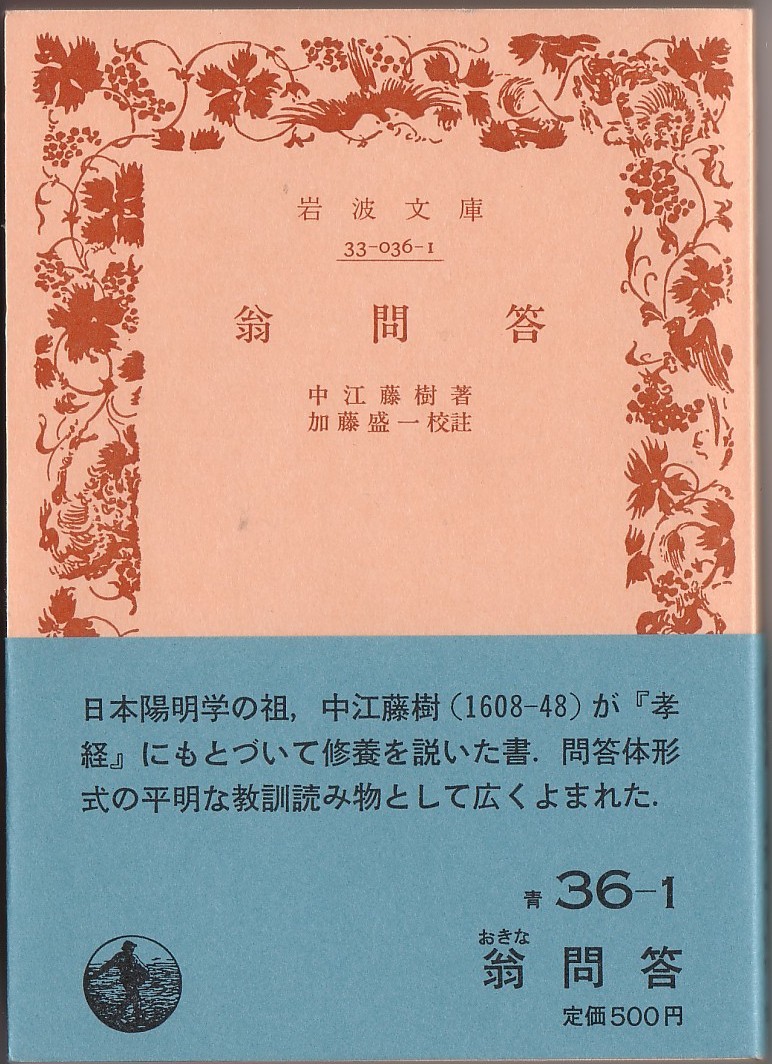 岩波文庫
33-036-1
翁問答
中江藤樹著
加藤盛一校註
日本陽明学の祖，中江藤樹（1608-48）が『孝
経』にもとづいて修養を説いた書．問答体形
式の平明な教訓読み物として広くよまれた．
青 36-1
おきな
翁問答
定価500円